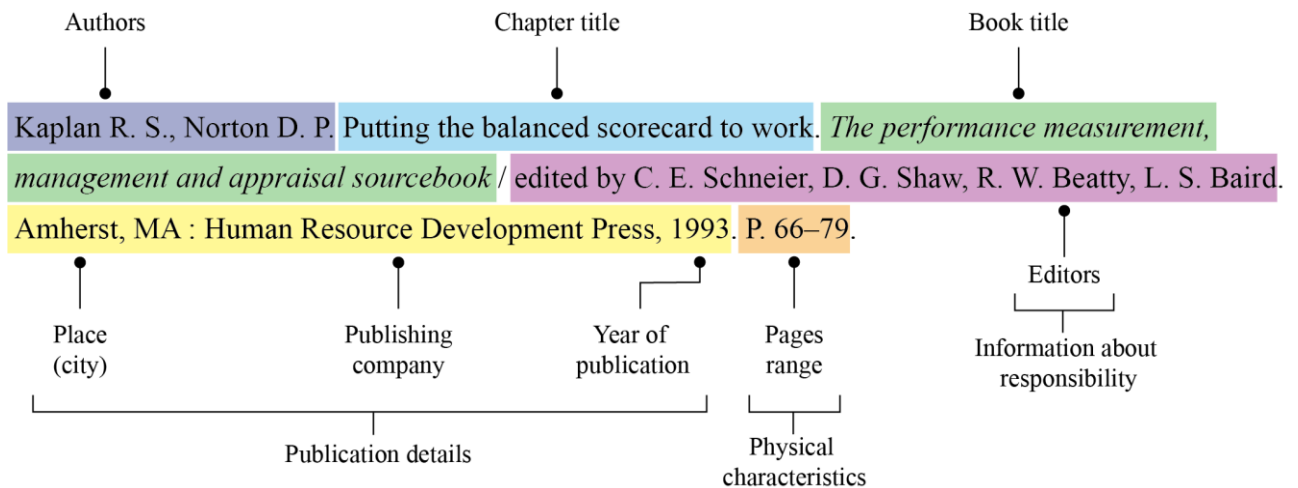 Authors Chapter title Book title
Kaplan R. S., Norton D. P. Putting the balanced scorecard to work. The performance measurement,
management and appraisal sourcebook / edited by C. E. Schneier, D. G. Shaw, R. W. Beatty, L. S. Baird.
Amherst, MA : Human Resource Development Press, 1993. P. 66–79.
Place
(city)
Publishing
company
Year of
publication
Pages
range
Editors
Information about
responsibility
Publication details
Physical
characteristics